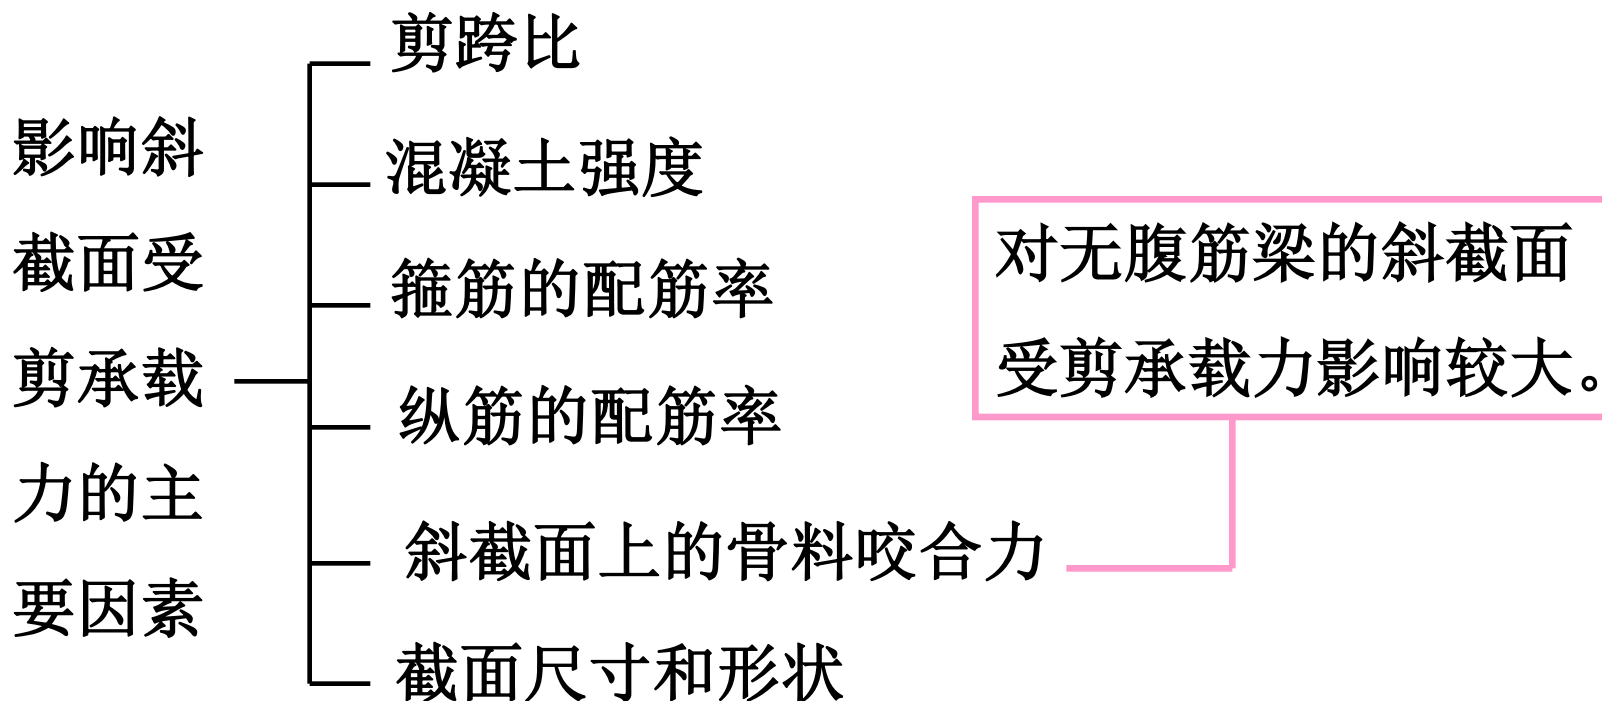 影响斜
截面受
剪承载
力的主
要因素
剪跨比
混凝土强度
箍筋的配筋率
纵筋的配筋率
斜截面上的骨料咬合力
截面尺寸和形状
对无腹筋梁的斜截面
受剪承载力影响较大。